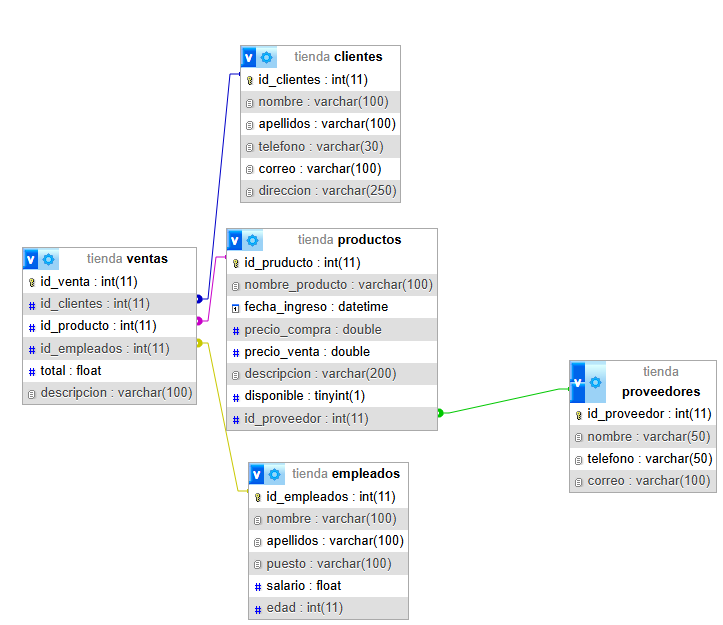 tienda clientes
id_clientes : int(11)
nombre : varchar(100)
apellidos : varchar(100)
telefono : varchar(30)
correo : varchar(100)
direccion : varchar(250)
tienda ventas
id_venta : int(11)
id_clientes : int(11)
id_producto : int(11)
id_empleados : int(11)
total : float
descripcion : varchar(100)
tienda productos
id_pruducto : int(11)
nombre_producto : varchar(100)
fecha_ingreso : datetime
precio_compra : double
precio_venta : double
descripcion : varchar(200)
disponible : tinyint(1)
id_proveedor : int(11)
tienda
proveedores
id_proveedor : int(11)
nombre : varchar(50)
telefono : varchar(50)
correo : varchar(100)
tienda empleados
id_empleados : int(11)
nombre : varchar(100)
apellidos : varchar(100)
puesto : varchar(100)
salario : float
edad : int(11)